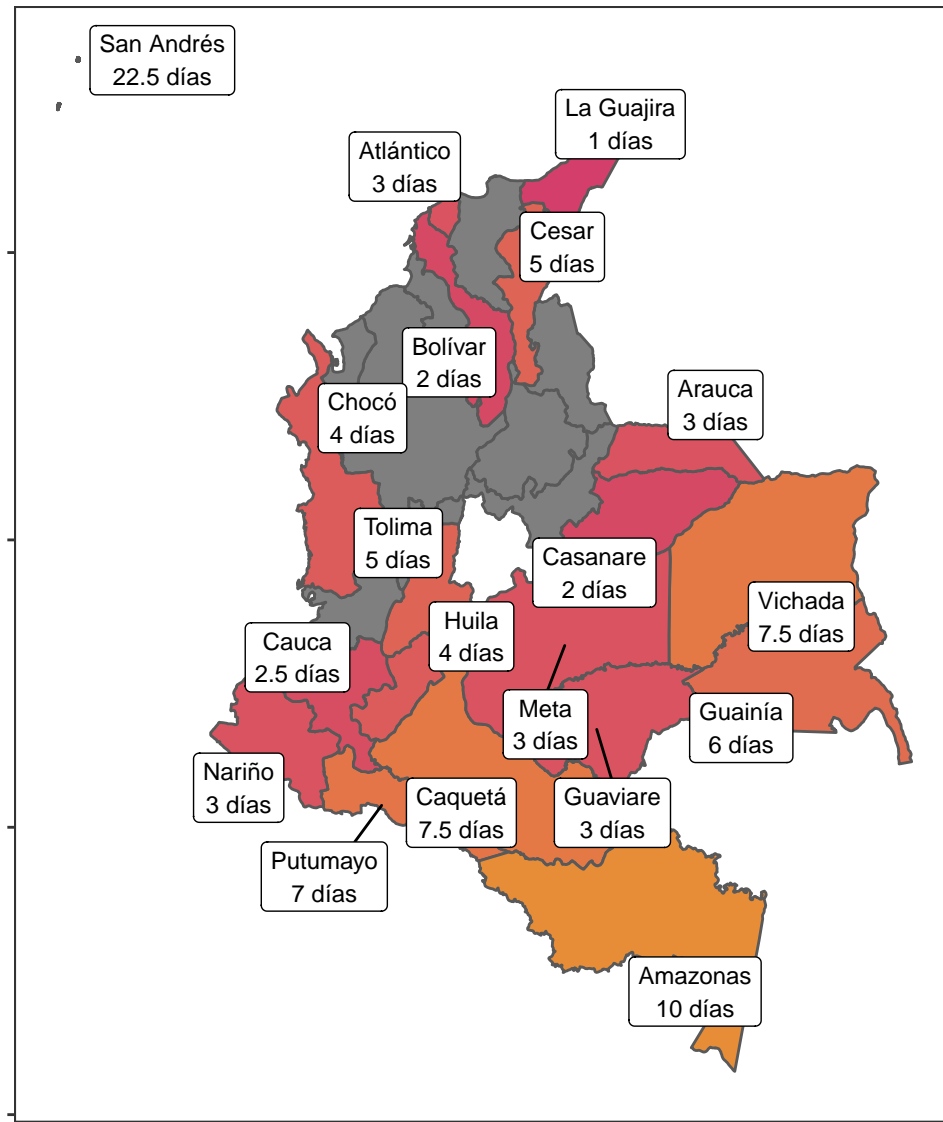 San Andrés
22.5 días
La Guajira
1 días
Atlántico
3 días
Cesar
5 días
Bolívar
2 días
Arauca
3 días
Chocó
4 días
Tolima
5 días
Casanare
2 días
Vichada
7.5 días
Huila
4 días
Cauca
2.5 días
Meta
3 días
Guainía
6 días
Nariño
3 días
Caquetá
7.5 días
Guaviare
3 días
Putumayo
7 días
Amazonas
10 días